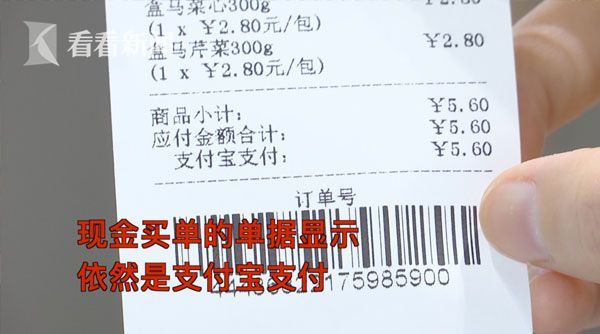 盒马菜心300g ¥2.80
(1 x ¥2.80元/包)
盒马芹菜300g ¥2.80
(1 x ¥2.80元/包)
商品小计: ¥5.60
应付金额合计: ¥5.60
支付宝支付: ¥5.60
订单号
175985900
看看新闻
现金买单的单据显示
依然是支付宝支付